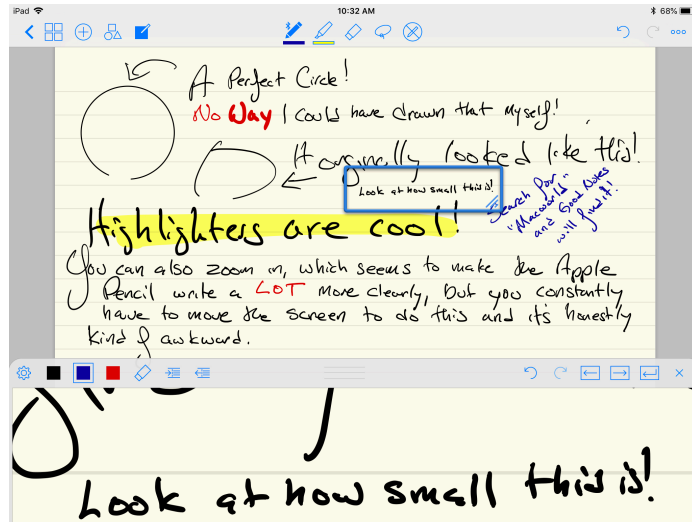 iPad 10:32 AM 68%
A Perfect Circle!
No Way I could have drawn that myself!
It originally looked like this!
Look at how small this is!
Search for
"Macworld"
and Good Notes
will find it!
Highlighters are cool!
You can also zoom in, which seems to make the Apple
Pencil write a LOT more clearly, but you constantly
have to move the screen to do this and it's honestly
kind of awkward.
Look at how small this is!